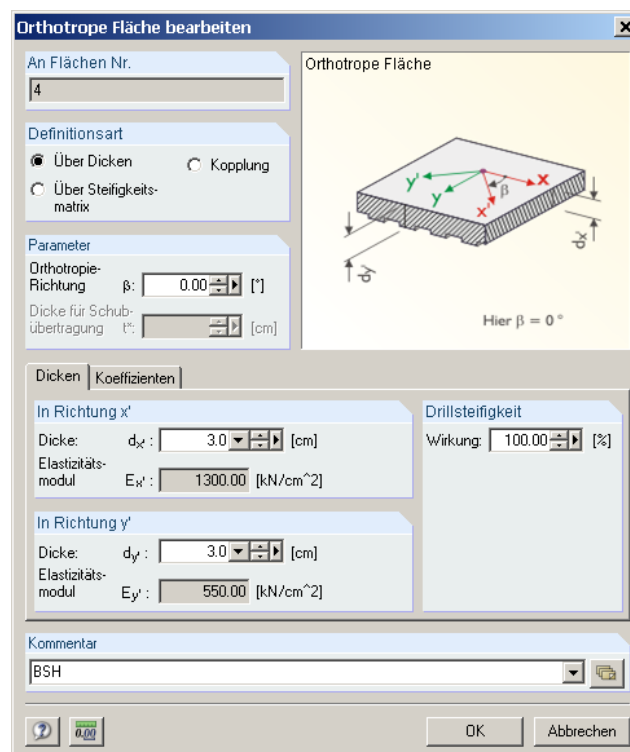 Orthotrope Fläche bearbeiten
An Flächen Nr.
4
Definitionsart
Über Dicken
Kopplung
Über Steifigkeits-
matrix
Parameter
Orthotropie-
Richtung β: 0.00 [°]
Dicke für Schub-
übertragung t*: [cm]
Orthotrope Fläche
y'
y
x
x'
β
dx
dy
Hier β = 0 °
Dicken
Koeffizienten
In Richtung x'
Dicke: dx' : 3.0 [cm]
Elastizitäts-
modul Ex' : 1300.00 [kN/cm^2]
In Richtung y'
Dicke: dy' : 3.0 [cm]
Elastizitäts-
modul Ey' : 550.00 [kN/cm^2]
Drillsteifigkeit
Wirkung: 100.00 [%]
Kommentar
BSH
?
0.00
OK
Abbrechen